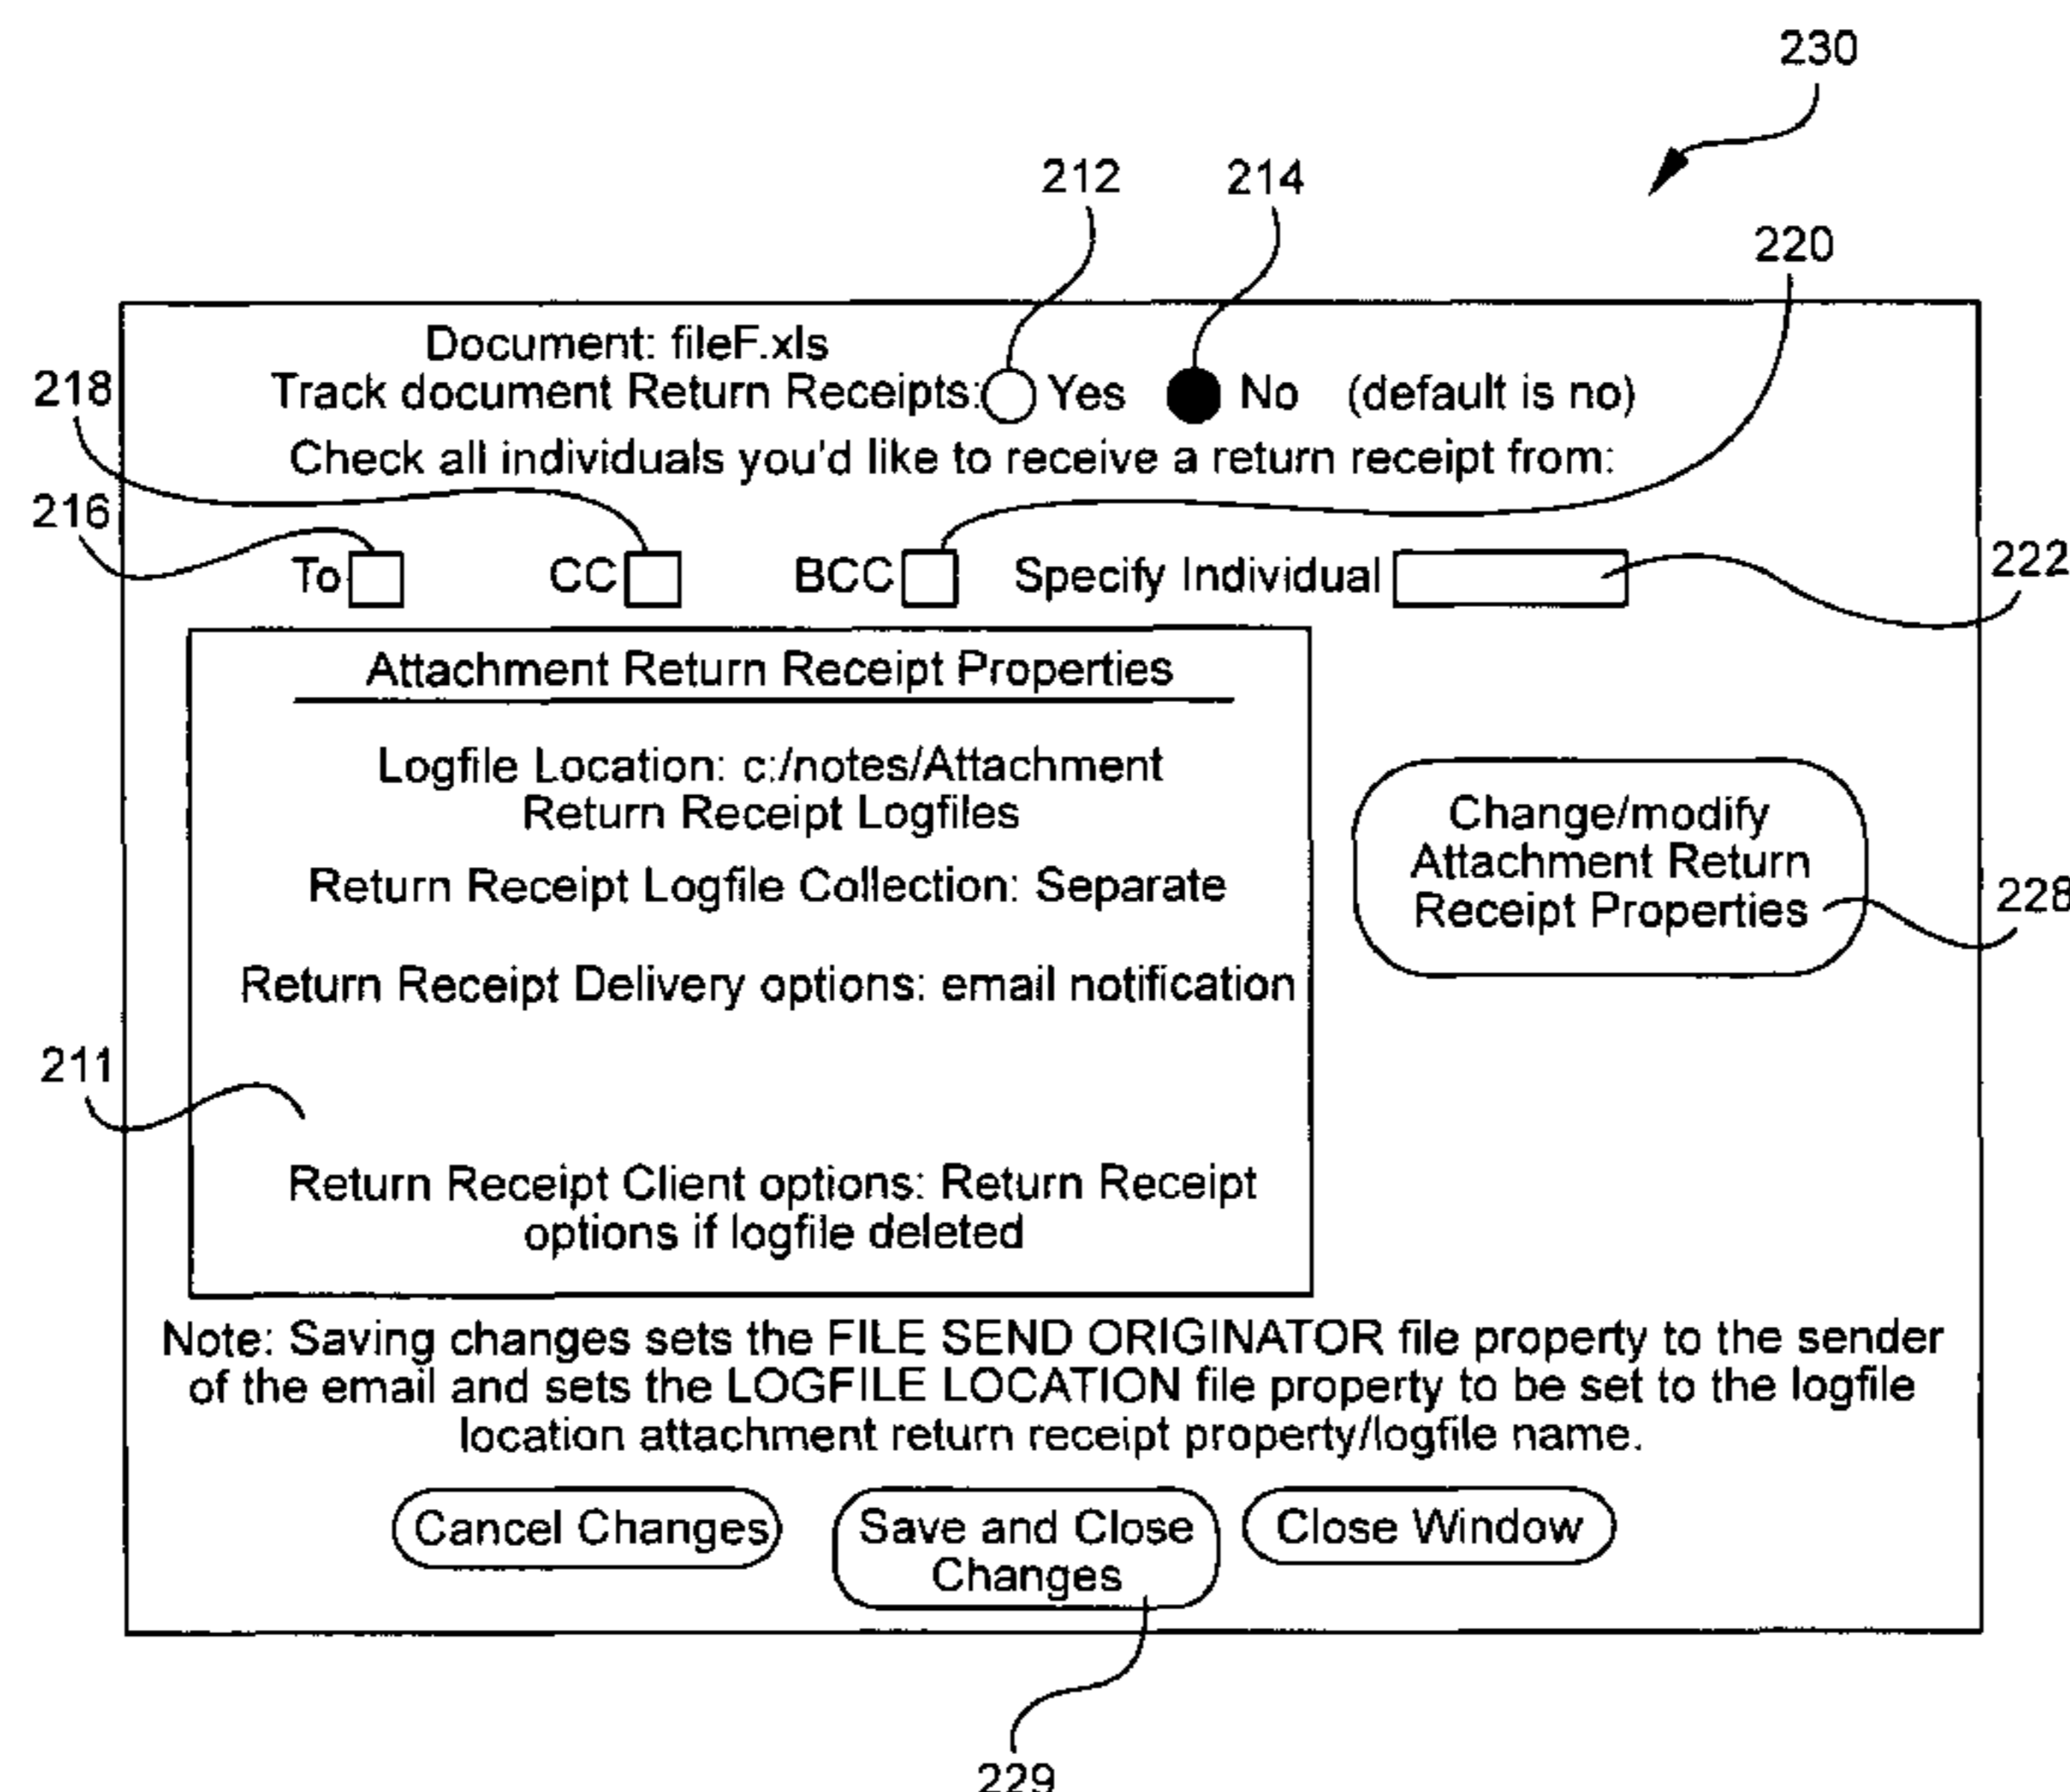 230
212
214
220
Document: fileF.xls
218
Track document Return Receipts: Yes No (default is no)
Check all individuals you'd like to receive a return receipt from:
216
To CC BCC Specify Individual
222
Attachment Return Receipt Properties
Logfile Location: c:/notes/Attachment
Return Receipt Logfiles
Return Receipt Logfile Collection: Separate
Return Receipt Delivery options: email notification
Change/modify
Attachment Return
Receipt Properties
228
211
Return Receipt Client options: Return Receipt
options if logfile deleted
Note: Saving changes sets the FILE SEND ORIGINATOR file property to the sender
of the email and sets the LOGFILE LOCATION file property to be set to the logfile
location attachment return receipt property/logfile name.
Cancel Changes
Save and Close
Changes
Close Window
229